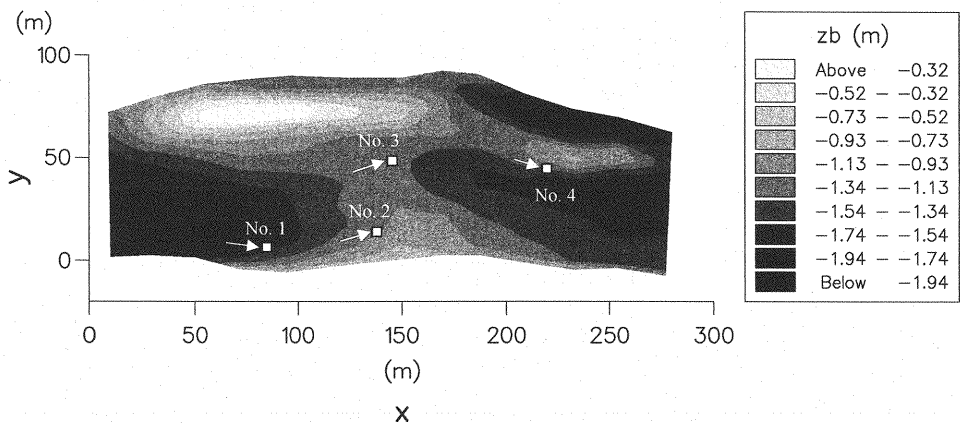 (m)
100
50
0
y
No. 3
No. 4
No. 2
No. 1
0 50 100 150 200 250 300
(m)
x
zb (m)
Above −0.32
−0.52 − −0.32
−0.73 − −0.52
−0.93 − −0.73
−1.13 − −0.93
−1.34 − −1.13
−1.54 − −1.34
−1.74 − −1.54
−1.94 − −1.74
Below −1.94